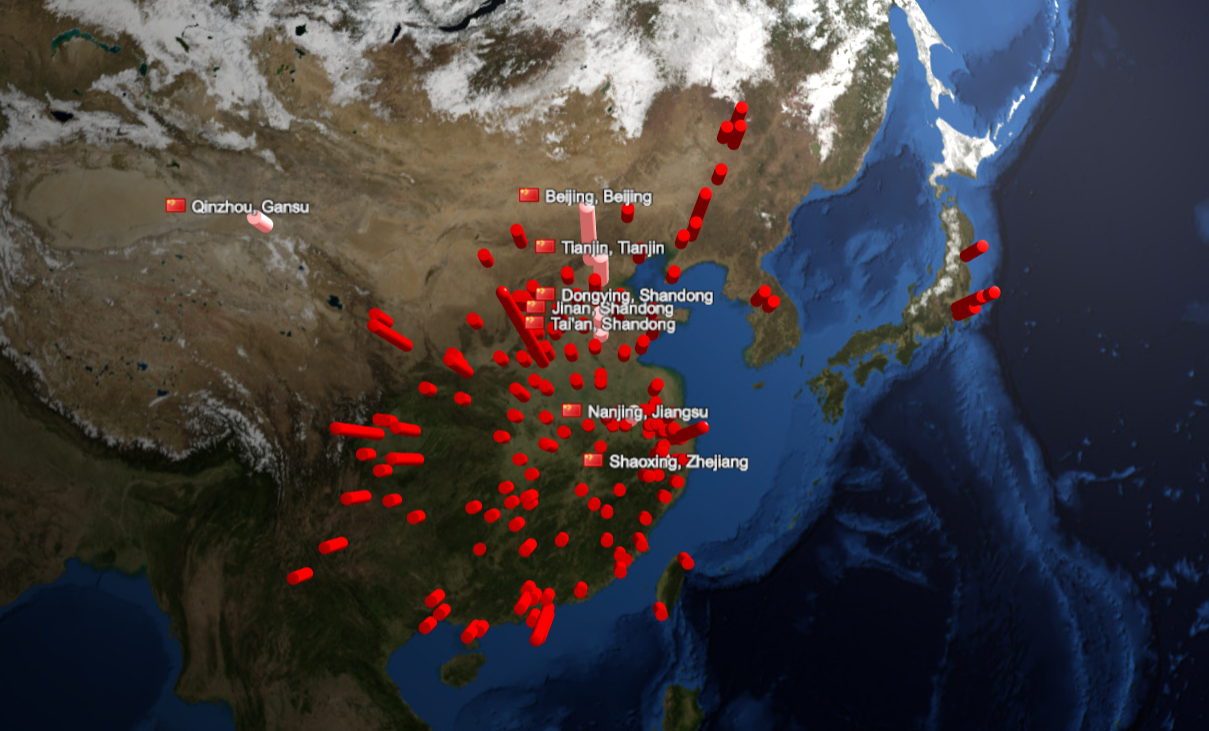 Beijing, Beijing
Qinzhou, Gansu
Tianjin, Tianjin
Dongying, Shandong
Jinan, Shandong
Tai'an, Shandong
Nanjing, Jiangsu
Shaoxing, Zhejiang